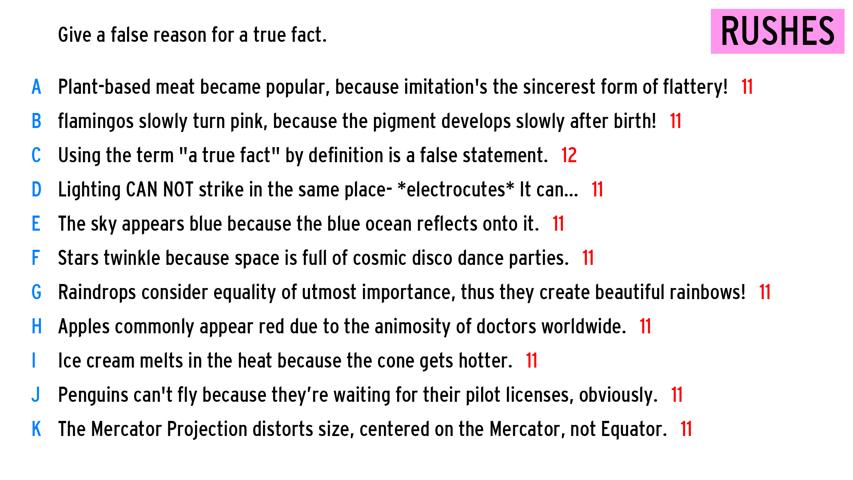 Give a false reason for a true fact.
RUSHES
A Plant-based meat became popular, because imitation's the sincerest form of flattery! 11
B flamingos slowly turn pink, because the pigment develops slowly after birth! 11
C Using the term "a true fact" by definition is a false statement. 12
D Lighting CAN NOT strike in the same place- *electrocutes* It can... 11
E The sky appears blue because the blue ocean reflects onto it. 11
F Stars twinkle because space is full of cosmic disco dance parties. 11
G Raindrops consider equality of utmost importance, thus they create beautiful rainbows! 11
H Apples commonly appear red due to the animosity of doctors worldwide. 11
I Ice cream melts in the heat because the cone gets hotter. 11
J Penguins can't fly because they’re waiting for their pilot licenses, obviously. 11
K The Mercator Projection distorts size, centered on the Mercator, not Equator. 11